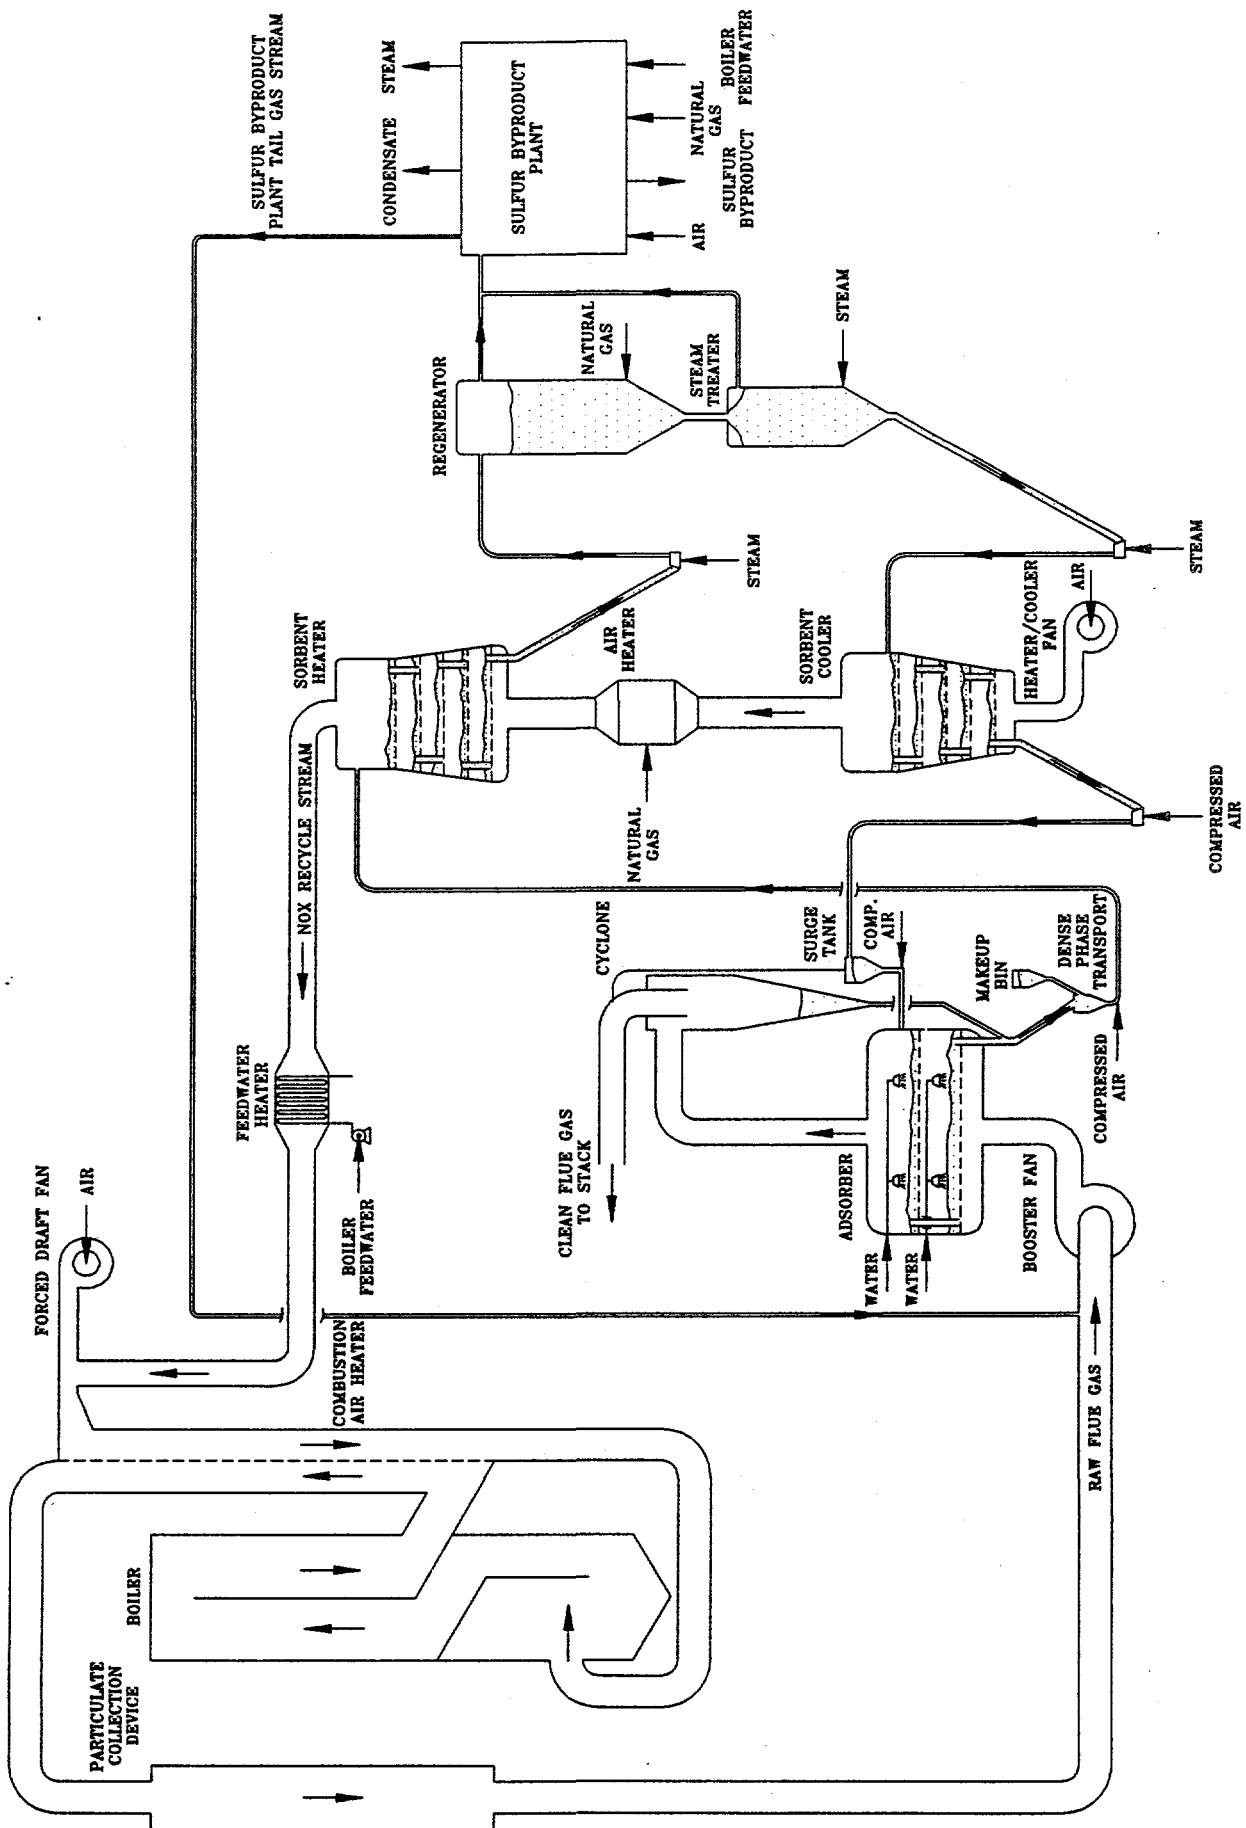 PARTICULATE
COLLECTION
DEVICE
BOILER
FORCED DRAFT FAN
AIR
COMBUSTION
AIR HEATER
FEEDWATER
HEATER
BOILER
FEEDWATER
NOX RECYCLE STREAM
SULFUR BYPRODUCT
PLANT TAIL GAS STREAM
CONDENSATE
STEAM
SULFUR BYPRODUCT
PLANT
AIR
SULFUR
BYPRODUCT
NATURAL
GAS
BOILER
FEEDWATER
REGENERATOR
NATURAL
GAS
STEAM
TREATER
STEAM
SORBENT
HEATER
STEAM
AIR
HEATER
NATURAL
GAS
SORBENT
COOLER
HEATER/COOLER
FAN
AIR
STEAM
COMPRESSED
AIR
CYCLONE
SURGE
TANK
COMP.
AIR
MAKEUP
BIN
DENSE
PHASE
TRANSPORT
COMPRESSED
AIR
CLEAN FLUE GAS
TO STACK
ADSORBER
WATER
WATER
BOOSTER FAN
RAW FLUE GAS